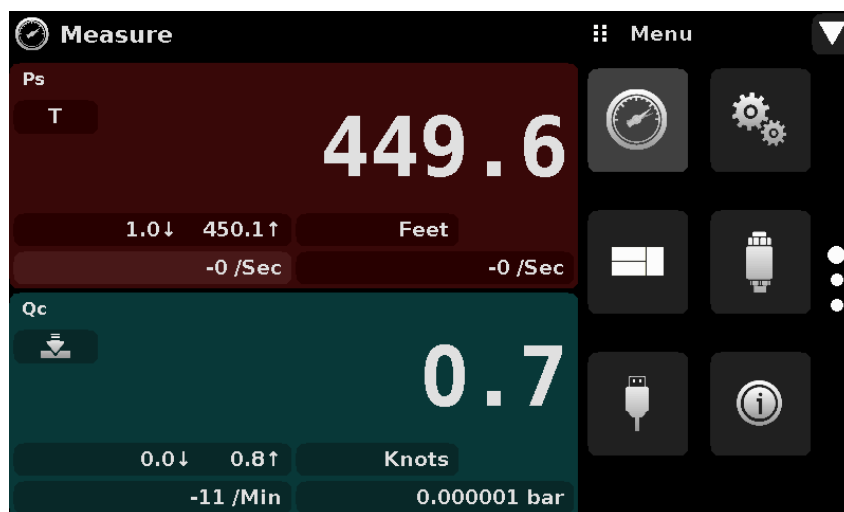 Measure
Menu
Ps
T
449.6
1.0↓ 450.1↑ Feet
-0 /Sec -0 /Sec
Qc
0.7
0.0↓ 0.8↑ Knots
-11 /Min 0.000001 bar